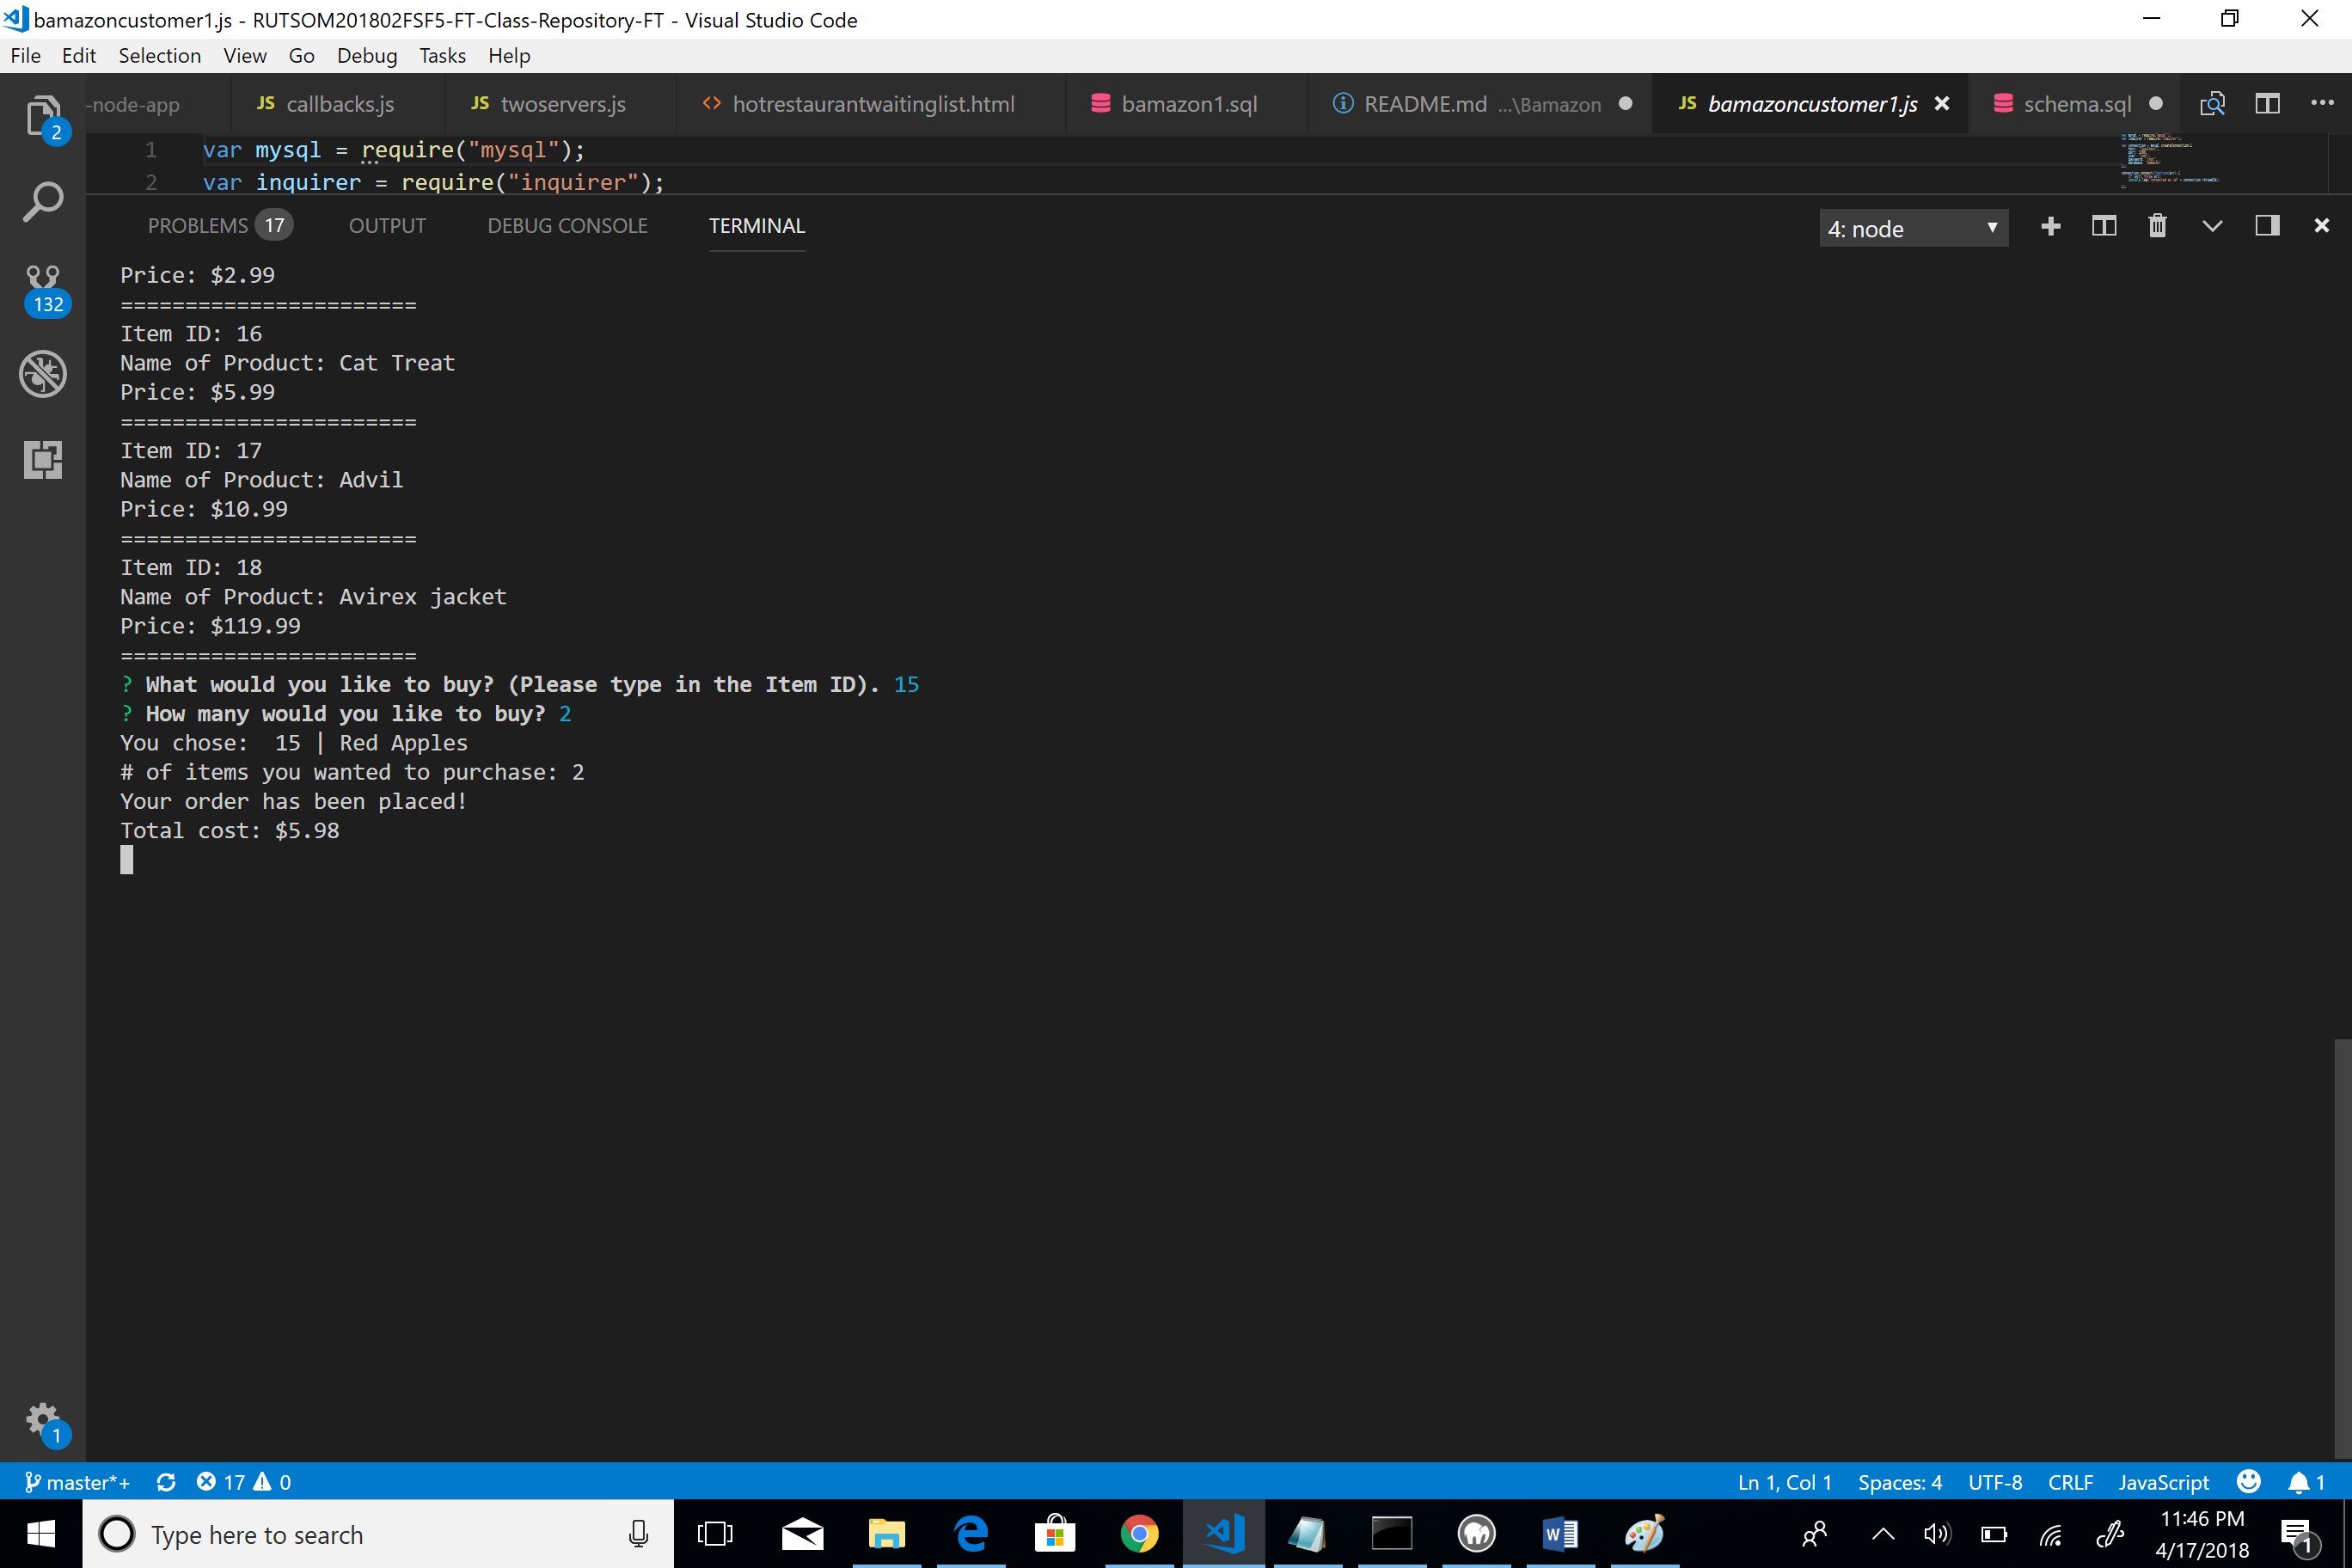 bamazoncustomer1.js - RUTSOM201802FSF5-FT-Class-Repository-FT - Visual Studio Code
File Edit Selection View Go Debug Tasks Help
-node-app JS callbacks.js JS twoservers.js <> hotrestaurantwaitinglist.html bamazon1.sql README.md ...\Bamazon JS bamazoncustomer1.js schema.sql
1 var mysql = require("mysql");
2 var inquirer = require("inquirer");
PROBLEMS 17 OUTPUT DEBUG CONSOLE TERMINAL 4: node
2
132
Price: $2.99
=======================
Item ID: 16
Name of Product: Cat Treat
Price: $5.99
=======================
Item ID: 17
Name of Product: Advil
Price: $10.99
=======================
Item ID: 18
Name of Product: Avirex jacket
Price: $119.99
=======================
? What would you like to buy? (Please type in the Item ID). 15
? How many would you like to buy? 2
You chose:  15 | Red Apples
# of items you wanted to purchase: 2
Your order has been placed!
Total cost: $5.98
1
master*+ 17 0 Ln 1, Col 1 Spaces: 4 UTF-8 CRLF JavaScript 1
Type here to search
11:46 PM
4/17/2018
1